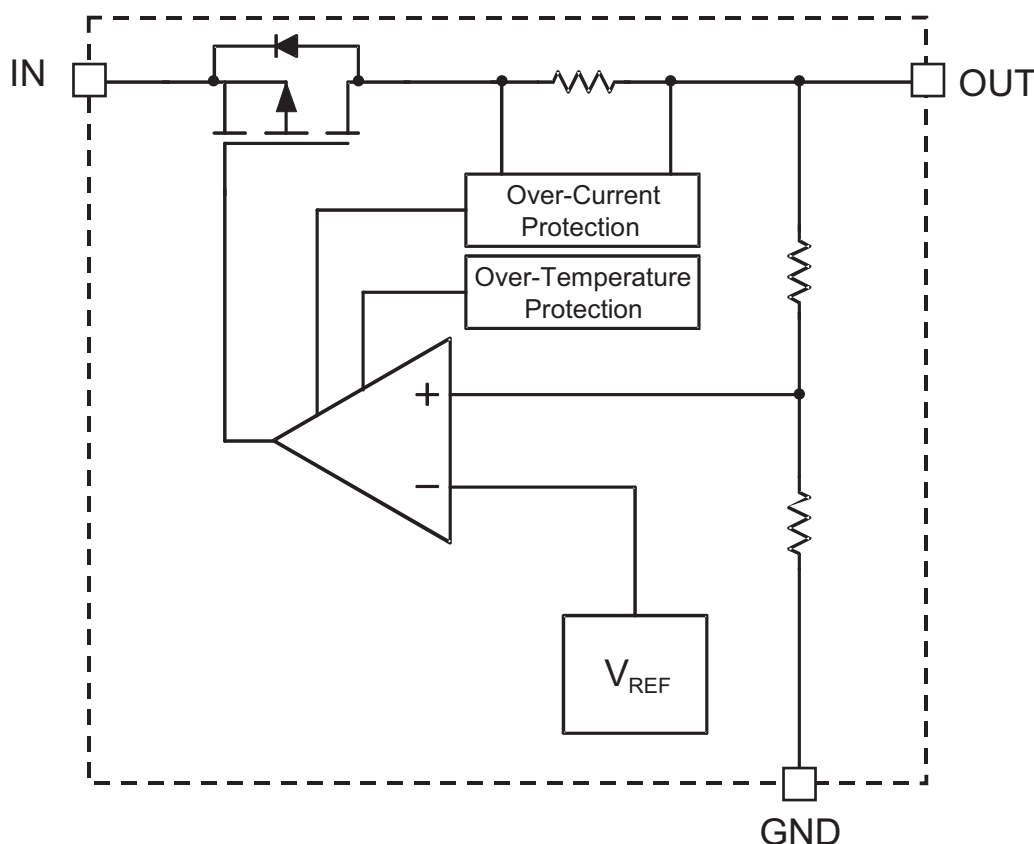 IN
OUT
Over-Current
Protection
Over-Temperature
Protection
+
−
VREF
GND